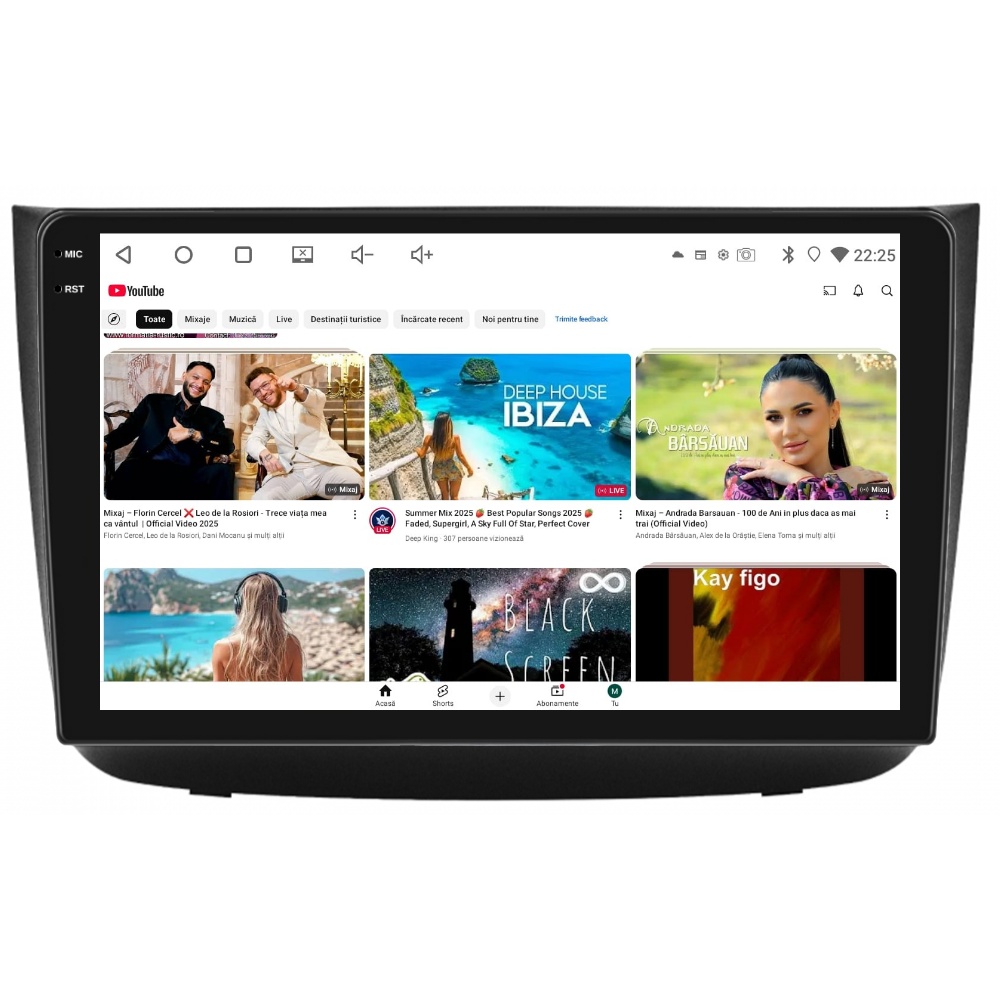 MIC
RST
22:25
YouTube
Toate
Mixaje
Muzică
Live
Destinații turistice
Încărcate recent
Noi pentru tine
Trimite feedback
DEEP HOUSE
IBIZA
ANDRADA
BÂRSĂUAN
Mixaj
LIVE
Mixaj
Mixaj – Florin Cercel ❌ Leo de la Rosiori - Trece viața mea
ca vântul | Official Video 2025
Florin Cercel, Leo de la Rosiori, Dani Mocanu și mulți alții
LIVE
Summer Mix 2025 🍓 Best Popular Songs 2025 🍓
Faded, Supergirl, A Sky Full Of Star, Perfect Cover
Deep King · 307 persoane vizionează
Mixaj – Andrada Barsauan - 100 de Ani in plus daca as mai
trai (Official Video)
Andrada Bârsăuan, Alex de la Orăștie, Elena Toma și mulți alții
BLACK
SCREEN
Kay figo
Acasă
Shorts
Abonamente
M
Tu